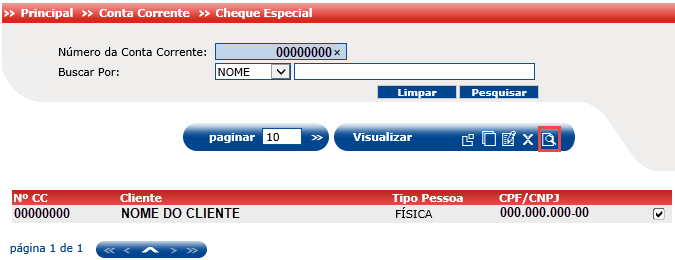 >> Principal >> Conta Corrente >> Cheque Especial
Número da Conta Corrente: 00000000×
Buscar Por: NOME
Limpar Pesquisar
paginar 10 >> Visualizar
Nº CC Cliente Tipo Pessoa CPF/CNPJ
00000000 NOME DO CLIENTE FÍSICA 000.000.000-00
página 1 de 1